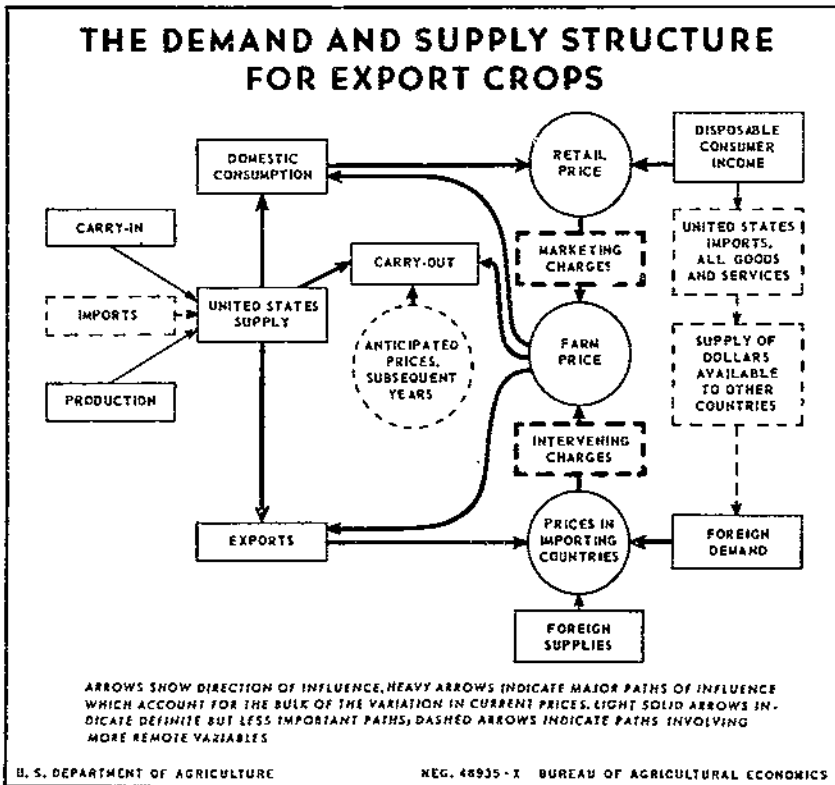 THE DEMAND AND SUPPLY STRUCTURE
FOR EXPORT CROPS
DOMESTIC
CONSUMPTION
RETAIL
PRICE
DISPOSABLE
CONSUMER
INCOME
CARRY-IN
MARKETING
CHARGES
UNITED STATES
IMPORTS,
ALL GOODS
AND SERVICES
CARRY-OUT
IMPORTS
UNITED STATES
SUPPLY
ANTICIPATED
PRICES,
SUBSEQUENT
YEARS
FARM
PRICE
SUPPLY OF
DOLLARS
AVAILABLE
TO OTHER
COUNTRIES
PRODUCTION
INTERVENING
CHARGES
EXPORTS
PRICES IN
IMPORTING
COUNTRIES
FOREIGN
DEMAND
FOREIGN
SUPPLIES
ARROWS SHOW DIRECTION OF INFLUENCE, HEAVY ARROWS INDICATE MAJOR PATHS OF INFLUENCE
WHICH ACCOUNT FOR THE BULK OF THE VARIATION IN CURRENT PRICES. LIGHT SOLID ARROWS IN-
DICATE DEFINITE BUT LESS IMPORTANT PATHS; DASHED ARROWS INDICATE PATHS INVOLVING
MORE REMOTE VARIABLES
U. S. DEPARTMENT OF AGRICULTURE
NEG. 48935-X BUREAU OF AGRICULTURAL ECONOMICS